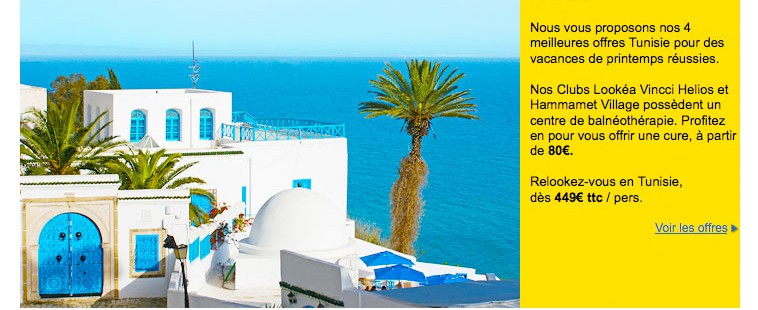 Nous vous proposons nos 4
meilleures offres Tunisie pour des
vacances de printemps réussies.
Nos Clubs Lookéa Vincci Helios et
Hammamet Village possèdent un
centre de balnéothérapie. Profitez
en pour vous offrir une cure, à partir
de 80€.
Relookez-vous en Tunisie,
dès 449€ ttc / pers.
Voir les offres